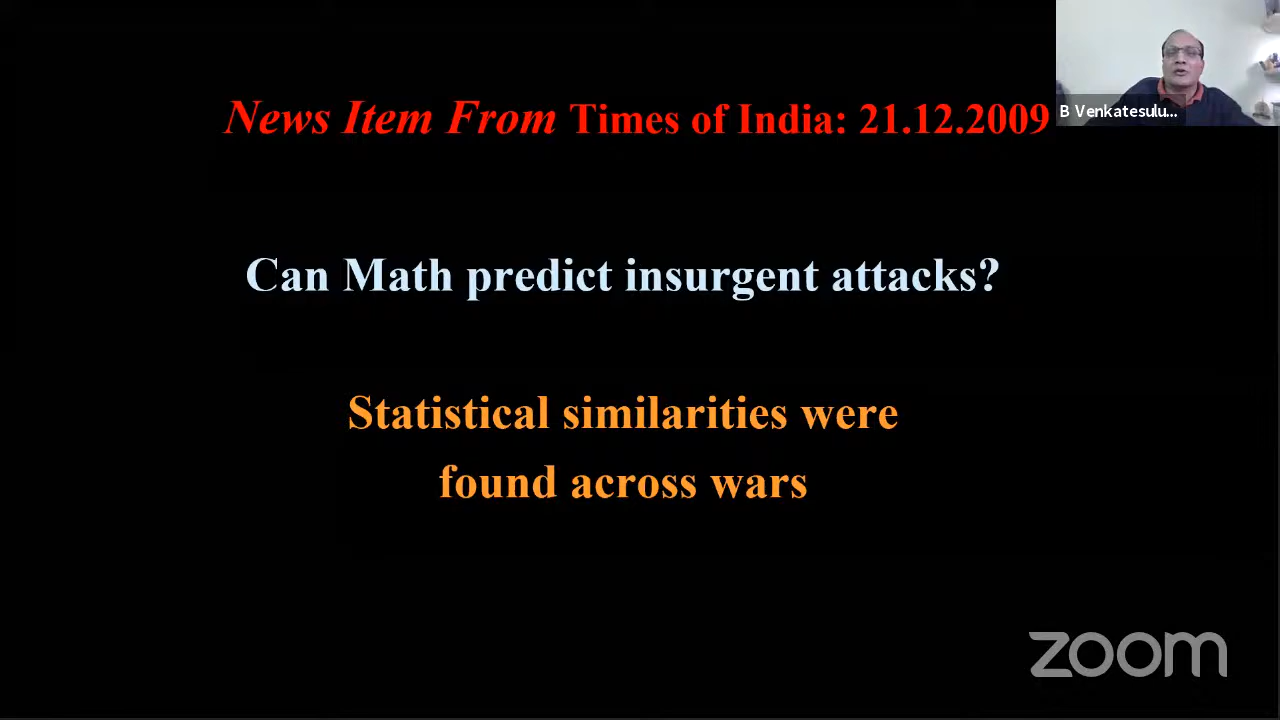 News Item From Times of India: 21.12.2009
B Venkatesulu...
Can Math predict insurgent attacks?
Statistical similarities were
found across wars
zoom